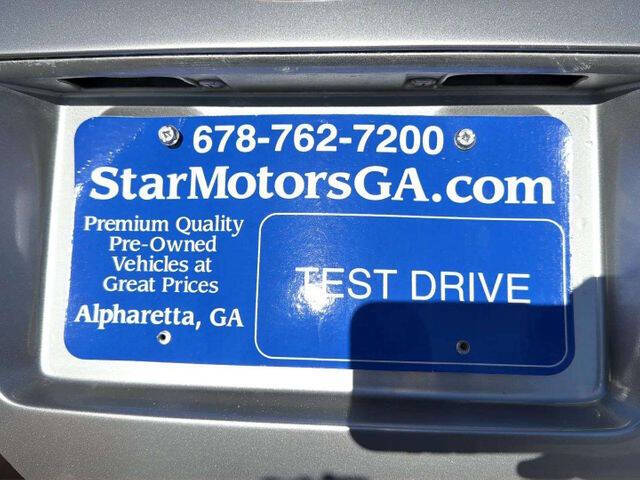 678-762-7200
StarMotorsGA.com
Premium Quality
Pre-Owned
Vehicles at
Great Prices
Alpharetta, GA
TEST DRIVE